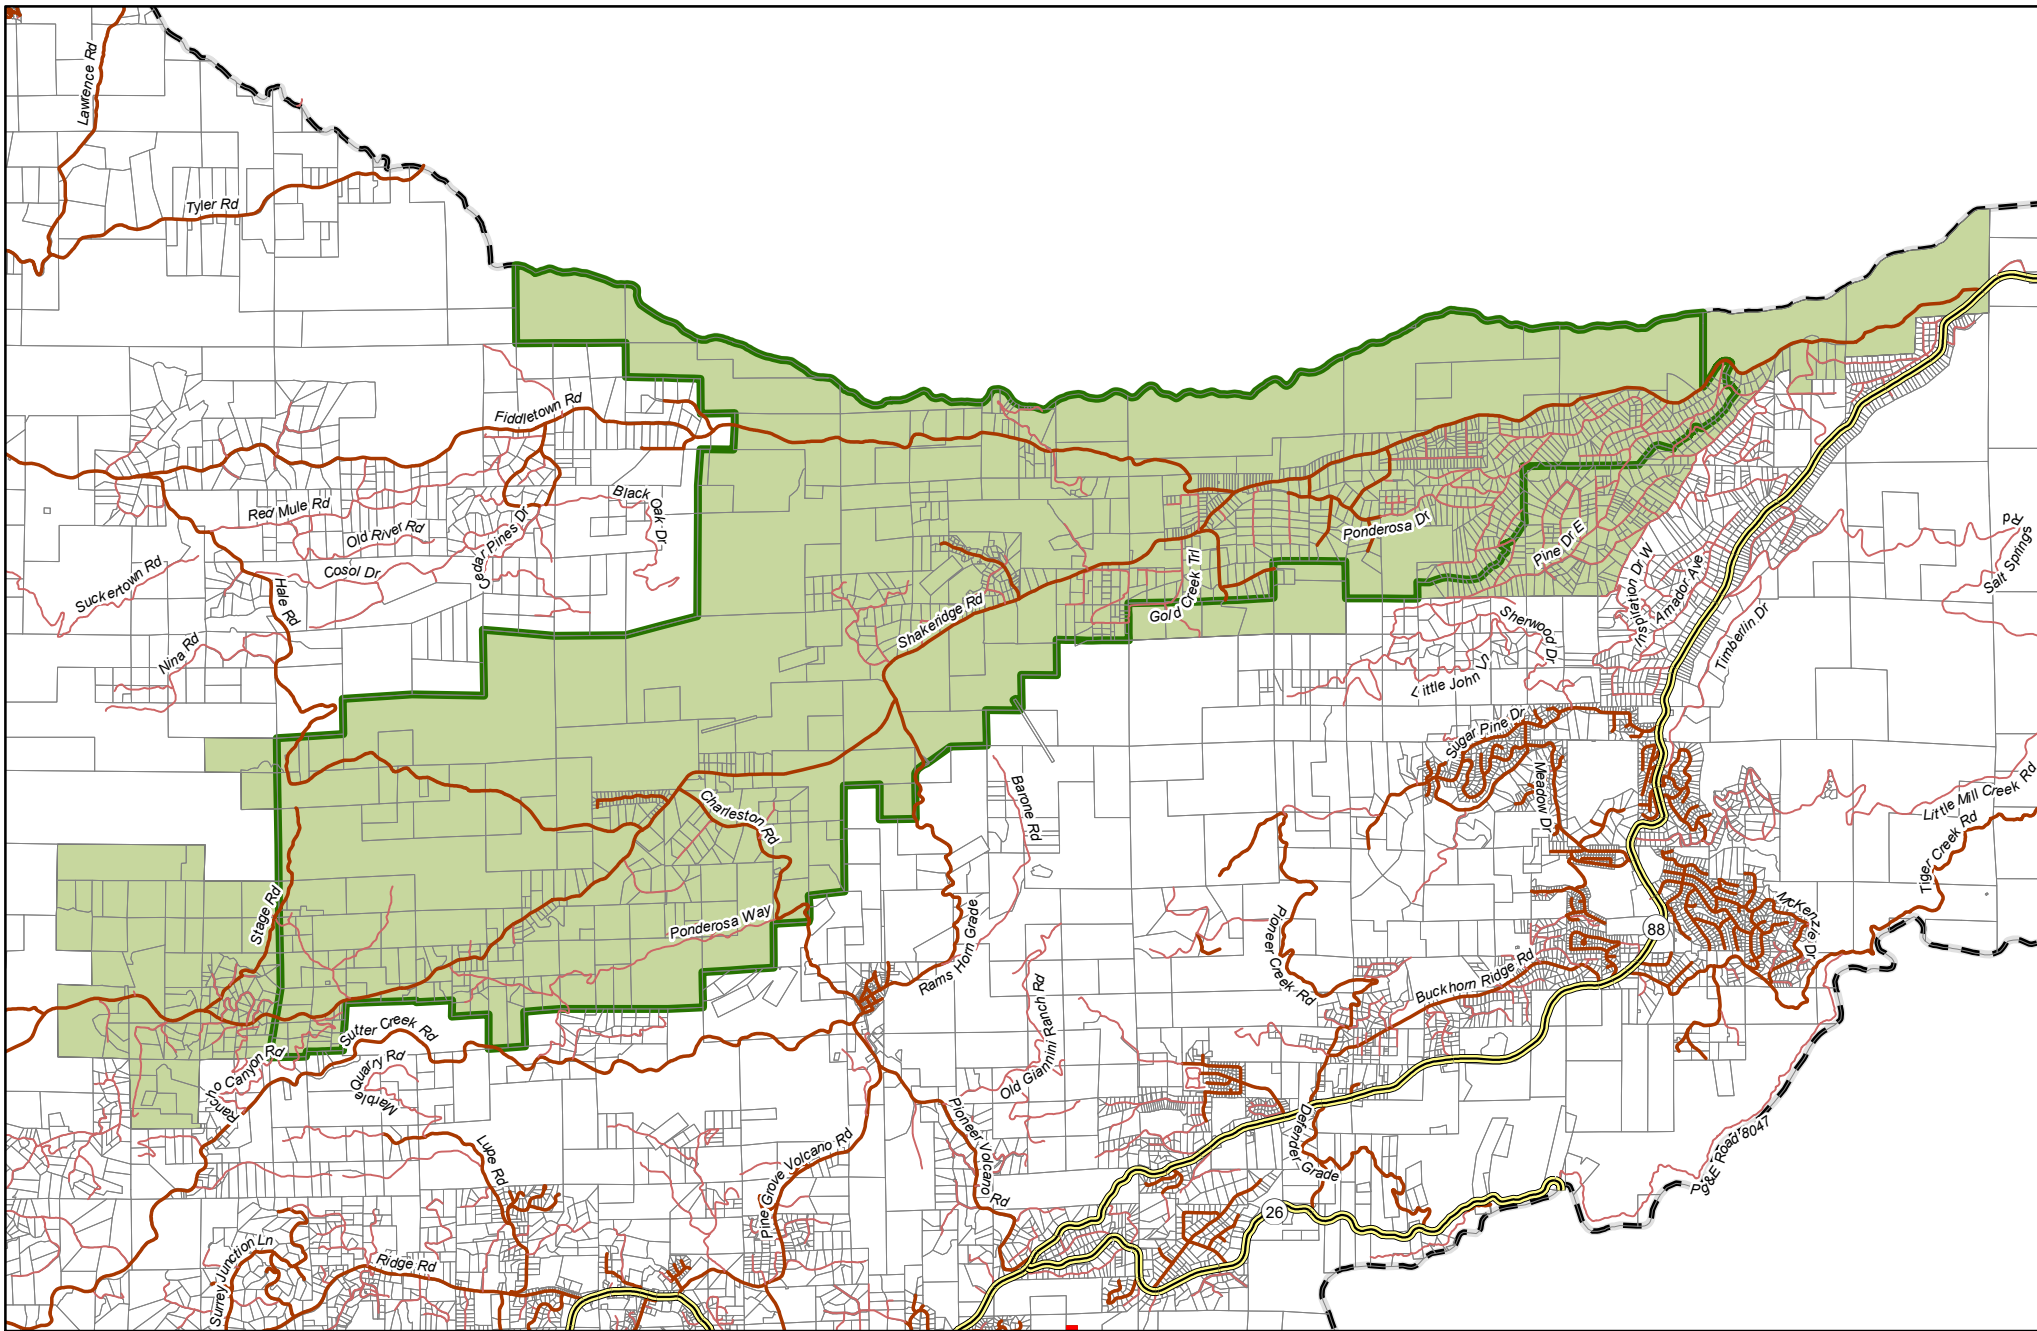 Lawrence Rd
Tyler Rd
Fiddletown Rd
Black Oak Dr
Red Mule Rd
Old River Rd
Cedar Pines Dr
Cosol Dr
Suckertown Rd
Hale Rd
Nina Rd
Shakeridge Rd
Gold Creek Trl
Ponderosa Dr
Pine Dr E
Inspiration Dr W
Amador Ave
Salt Springs Rd
Sherwood Dr
Little John Ln
Timberlin Dr
Sugar Pine Dr
Meadow Dr
Little Mill Creek Rd
Tiger Creek Rd
Charleston Rd
Barone Rd
Stage Rd
Ponderosa Way
Rams Horn Grade
Pioneer Creek Rd
Mckenzie Dr
88
Buckhorn Ridge Rd
Sutter Creek Rd
Rancho Canyon Rd
Marble Quarry Rd
Old Giannini Ranch Rd
Lupe Rd
Pine Grove Volcano Rd
Pioneer Volcano Rd
Defender Grade
Pg&E Road 8047
26
Surrey Junction Ln
Ridge Rd